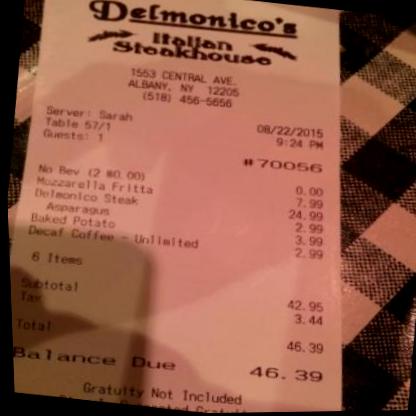 Delmonico's
Italian
Steakhouse
1553 CENTRAL AVE.
ALBANY, NY 12205
(518) 456-5656
Server: Sarah
Table 57/1 08/22/2015
Guests: 1 9:24 PM
#70056
No Bev (2 @0.00) 0.00
Mozzarella Fritta 7.99
Delmonico Steak 24.99
Asparagus 2.99
Baked Potato 3.99
Decaf Coffee - Unlimited 2.99
6 Items
Subtotal 42.95
Tax 3.44
Total 46.39
Balance Due 46.39
Gratuity Not Included